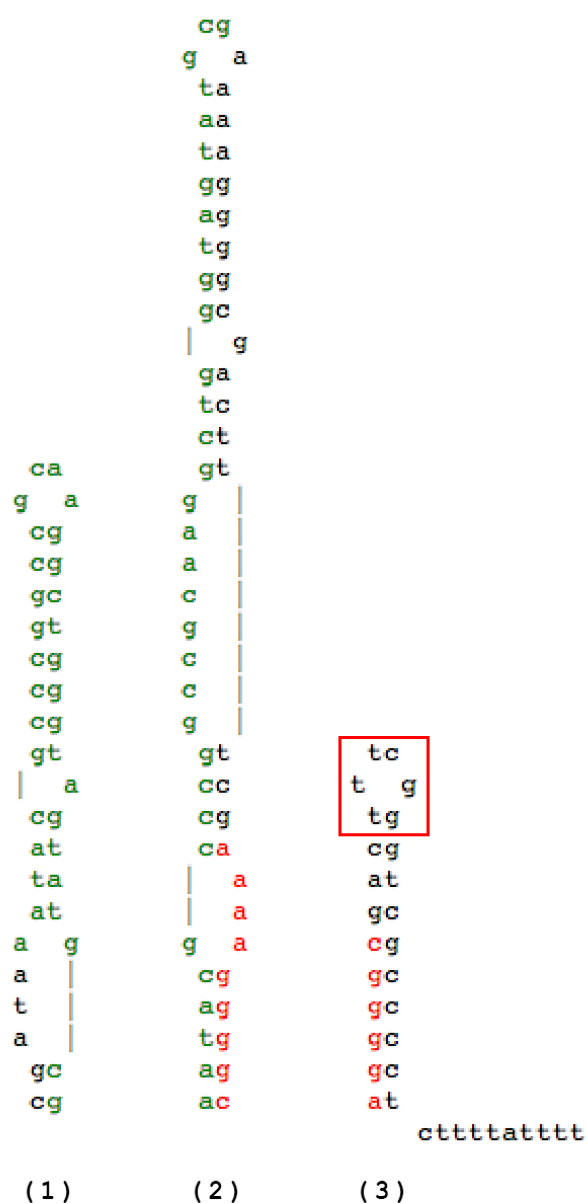 cg
g a
ta
aa
ta
gg
ag
tg
gg
gc
| g
ga
tc
ct
ca gt
g a g |
cg a |
cg a |
gc c |
gt g |
cg c |
cg c |
cg g |
gt gt tc
| a cc t g
cg cg tg
at ca cg
ta | a at
at | a gc
a g g a cg
a | cg gc
t | ag gc
a | tg gc
gc ag gc
cg ac at
cttttatttt
(1) (2) (3)